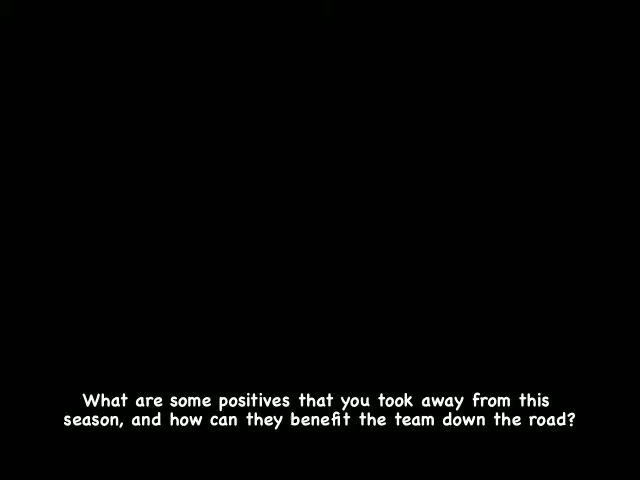 What are some positives that you took away from this
season, and how can they benefit the team down the road?